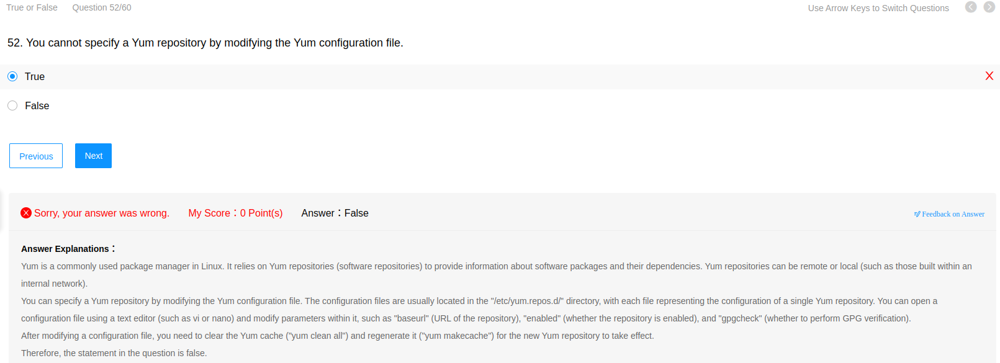 True or False Question 52/60 Use Arrow Keys to Switch Questions
52. You cannot specify a Yum repository by modifying the Yum configuration file.
True
False
Previous Next
Sorry, your answer was wrong. My Score：0 Point(s) Answer：False Feedback on Answer
Answer Explanations：
Yum is a commonly used package manager in Linux. It relies on Yum repositories (software repositories) to provide information about software packages and their dependencies. Yum repositories can be remote or local (such as those built within an
internal network).
You can specify a Yum repository by modifying the Yum configuration file. The configuration files are usually located in the "/etc/yum.repos.d/" directory, with each file representing the configuration of a single Yum repository. You can open a
configuration file using a text editor (such as vi or nano) and modify parameters within it, such as "baseurl" (URL of the repository), "enabled" (whether the repository is enabled), and "gpgcheck" (whether to perform GPG verification).
After modifying a configuration file, you need to clear the Yum cache ("yum clean all") and regenerate it ("yum makecache") for the new Yum repository to take effect.
Therefore, the statement in the question is false.